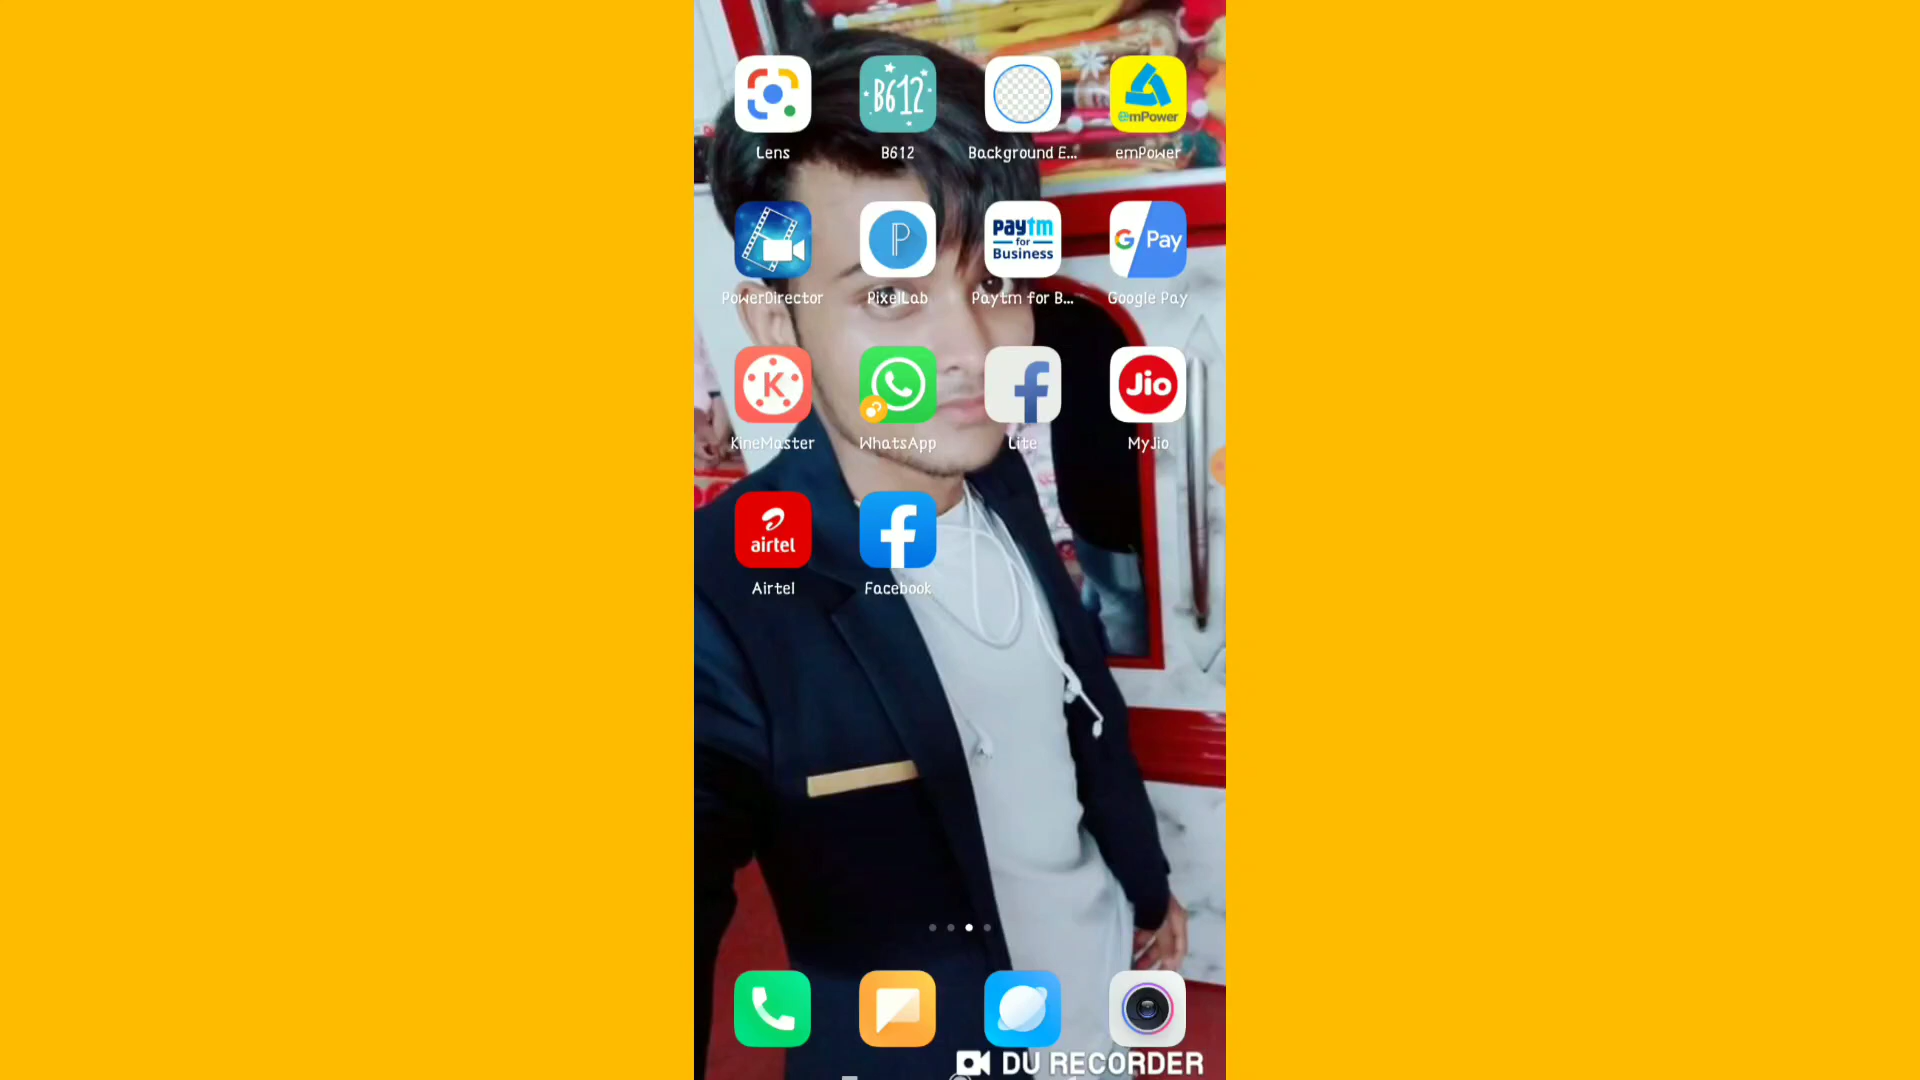 B612
emPower
Lens
B612
Background E...
emPower
P
paytm
for
Business
G Pay
PowerDirector
PixelLab
Paytm for B...
Google Pay
K
Jio
KineMaster
WhatsApp
Lite
MyJio
airtel
Airtel
Facebook
DU RECORDER